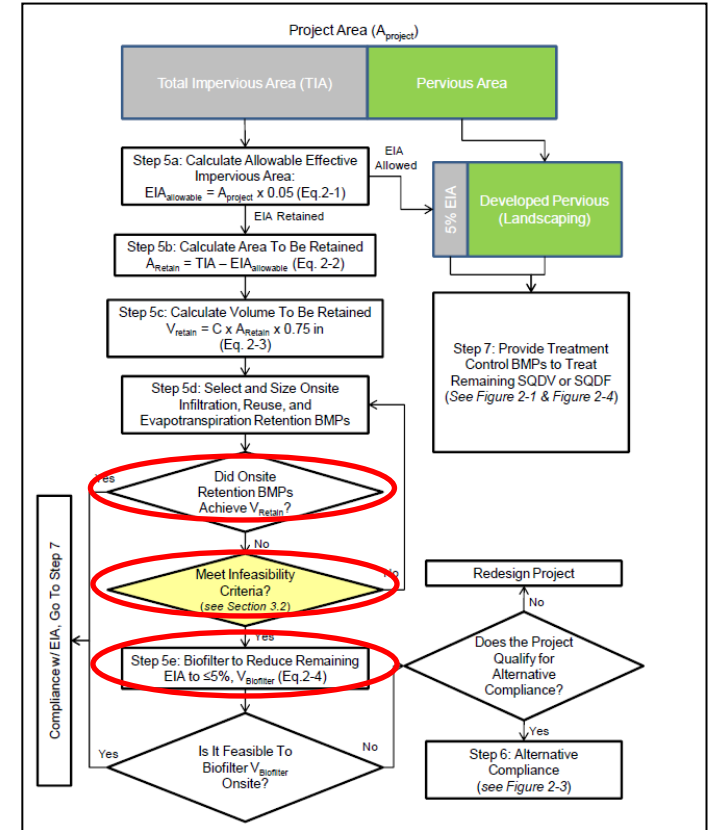 Project Area (Aproject)
Total Impervious Area (TIA)
Pervious Area
Step 5a: Calculate Allowable Effective
Impervious Area:
EIAallowable = Aproject x 0.05 (Eq.2-1)
EIA
Allowed
5% EIA
Developed Pervious
(Landscaping)
EIA Retained
Step 5b: Calculate Area To Be Retained
ARetain = TIA – EIAallowable (Eq. 2-2)
Step 5c: Calculate Volume To Be Retained
Vretain = C x ARetain x 0.75 in
(Eq. 2-3)
Step 7: Provide Treatment
Control BMPs to Treat
Remaining SQDV or SQDF
(See Figure 2-1 & Figure 2-4)
Step 5d: Select and Size Onsite
Infiltration, Reuse, and
Evapotranspiration Retention BMPs
Yes
Did Onsite
Retention BMPs
Achieve VRetain?
No
Meet Infeasibility
Criteria?
(see Section 3.2)
No
Yes
Step 5e: Biofilter to Reduce Remaining
EIA to ≤5%, VBiofilter (Eq.2-4)
Yes
Is It Feasible To
Biofilter VBiofilter
Onsite?
No
Compliance w/ EIA, Go To Step 7
Redesign Project
No
Does the Project
Qualify for
Alternative
Compliance?
Yes
Step 6: Alternative
Compliance
(see Figure 2-3)